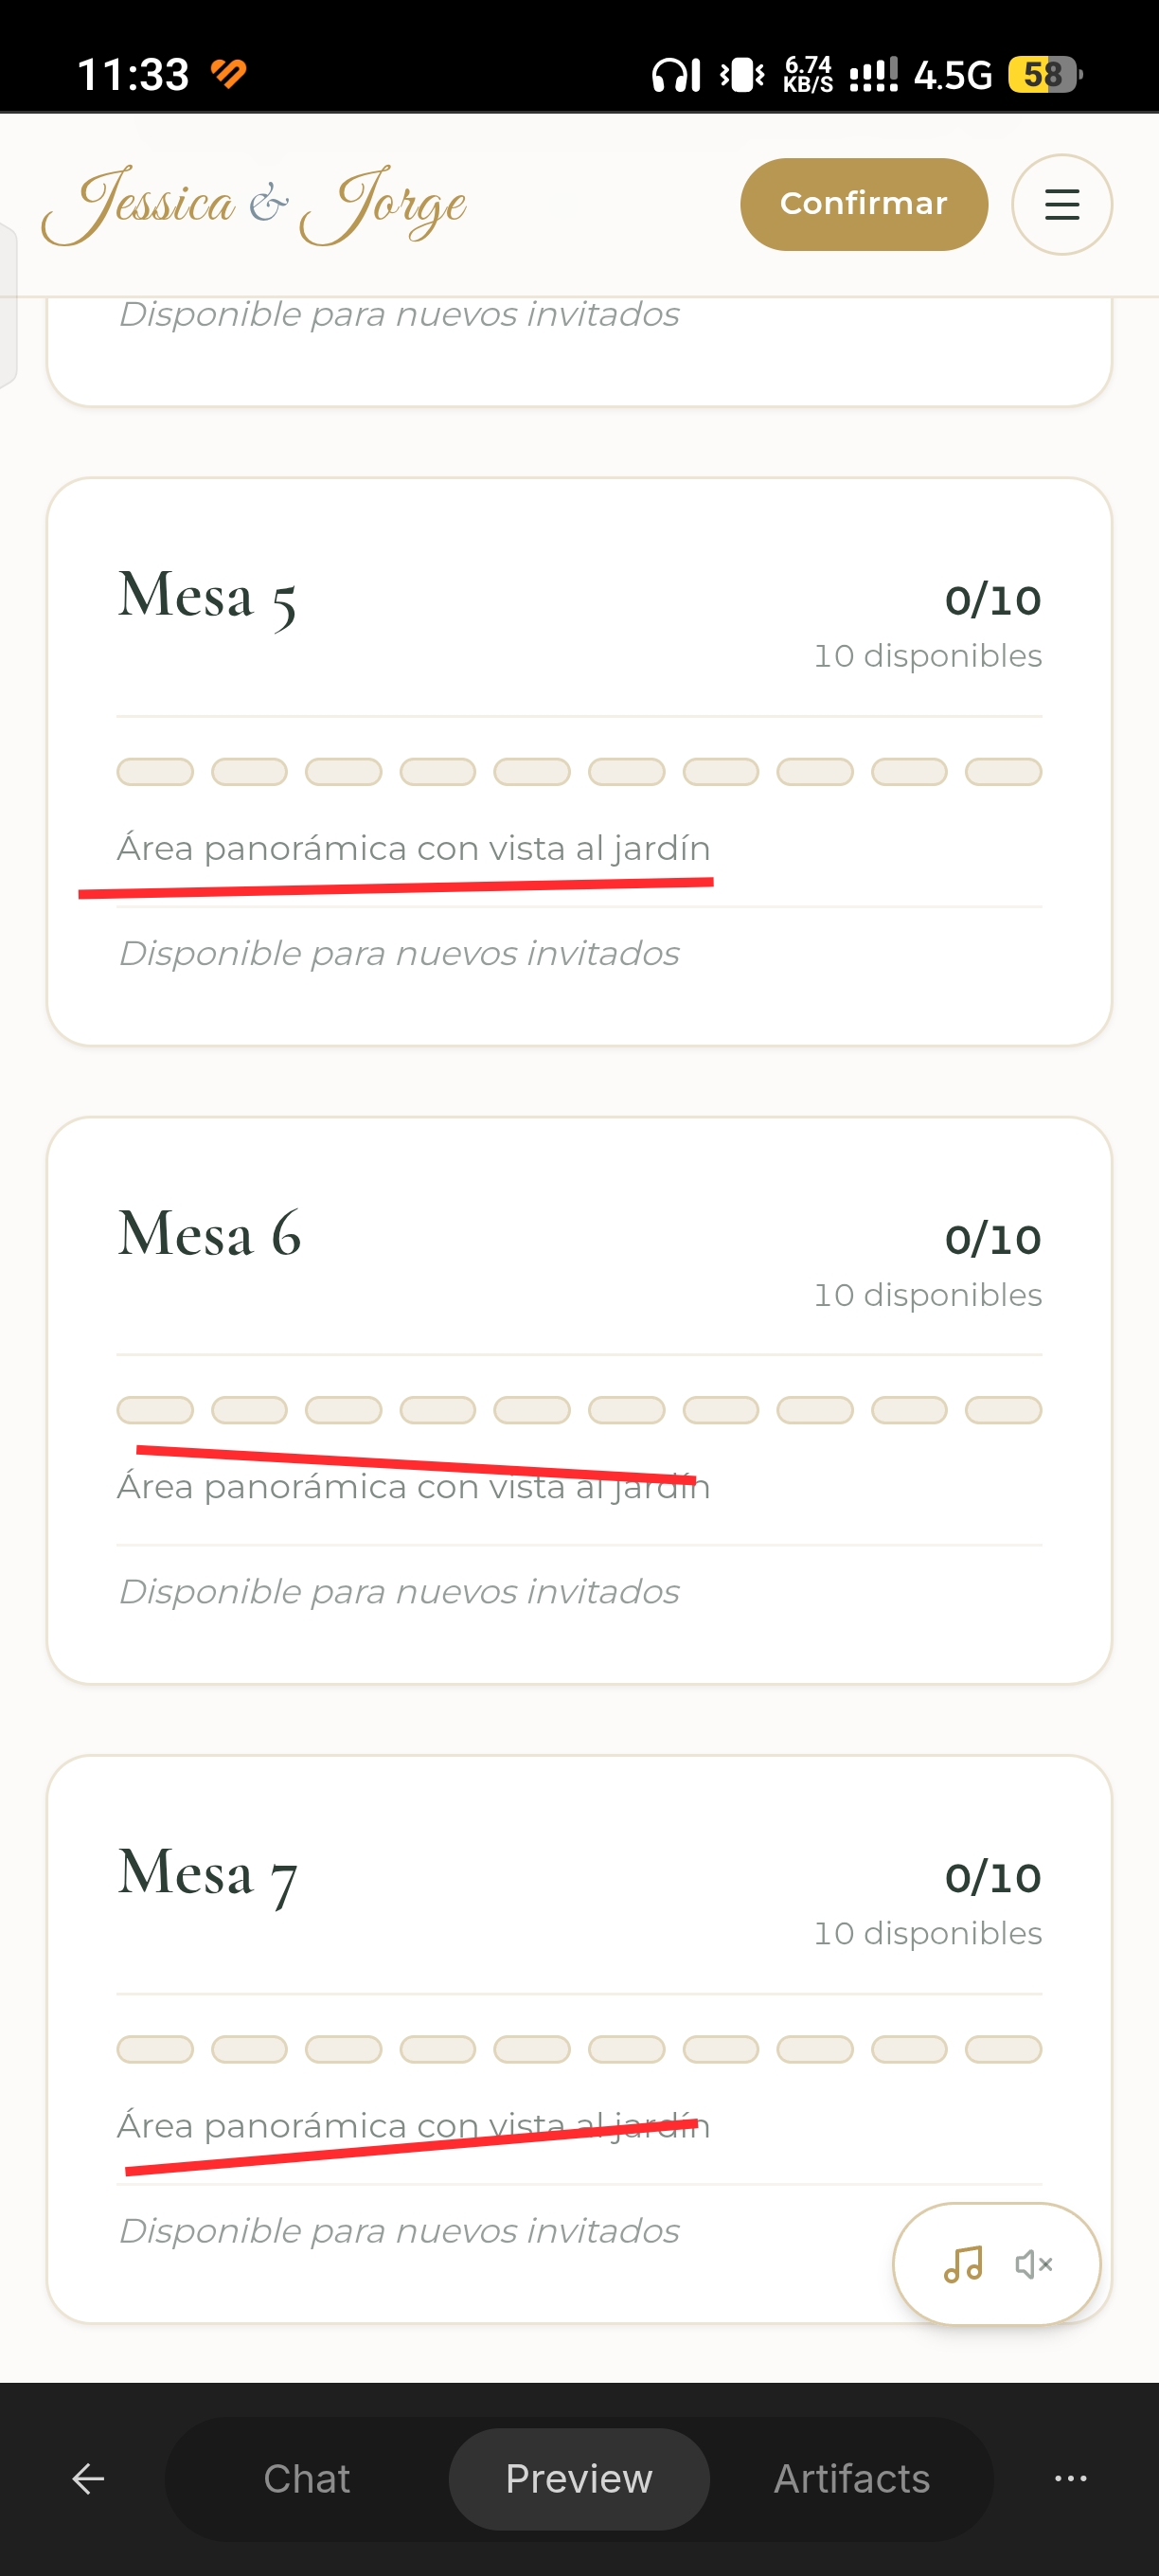 11:33
6.74
KB/S
4.5G
58
Jessica & Jorge
Confirmar
Disponible para nuevos invitados
Mesa 5
0/10
10 disponibles
Área panorámica con vista al jardín
Disponible para nuevos invitados
Mesa 6
0/10
10 disponibles
Área panorámica con vista al jardín
Disponible para nuevos invitados
Mesa 7
0/10
10 disponibles
Área panorámica con vista al jardín
Disponible para nuevos invitados
Chat
Preview
Artifacts